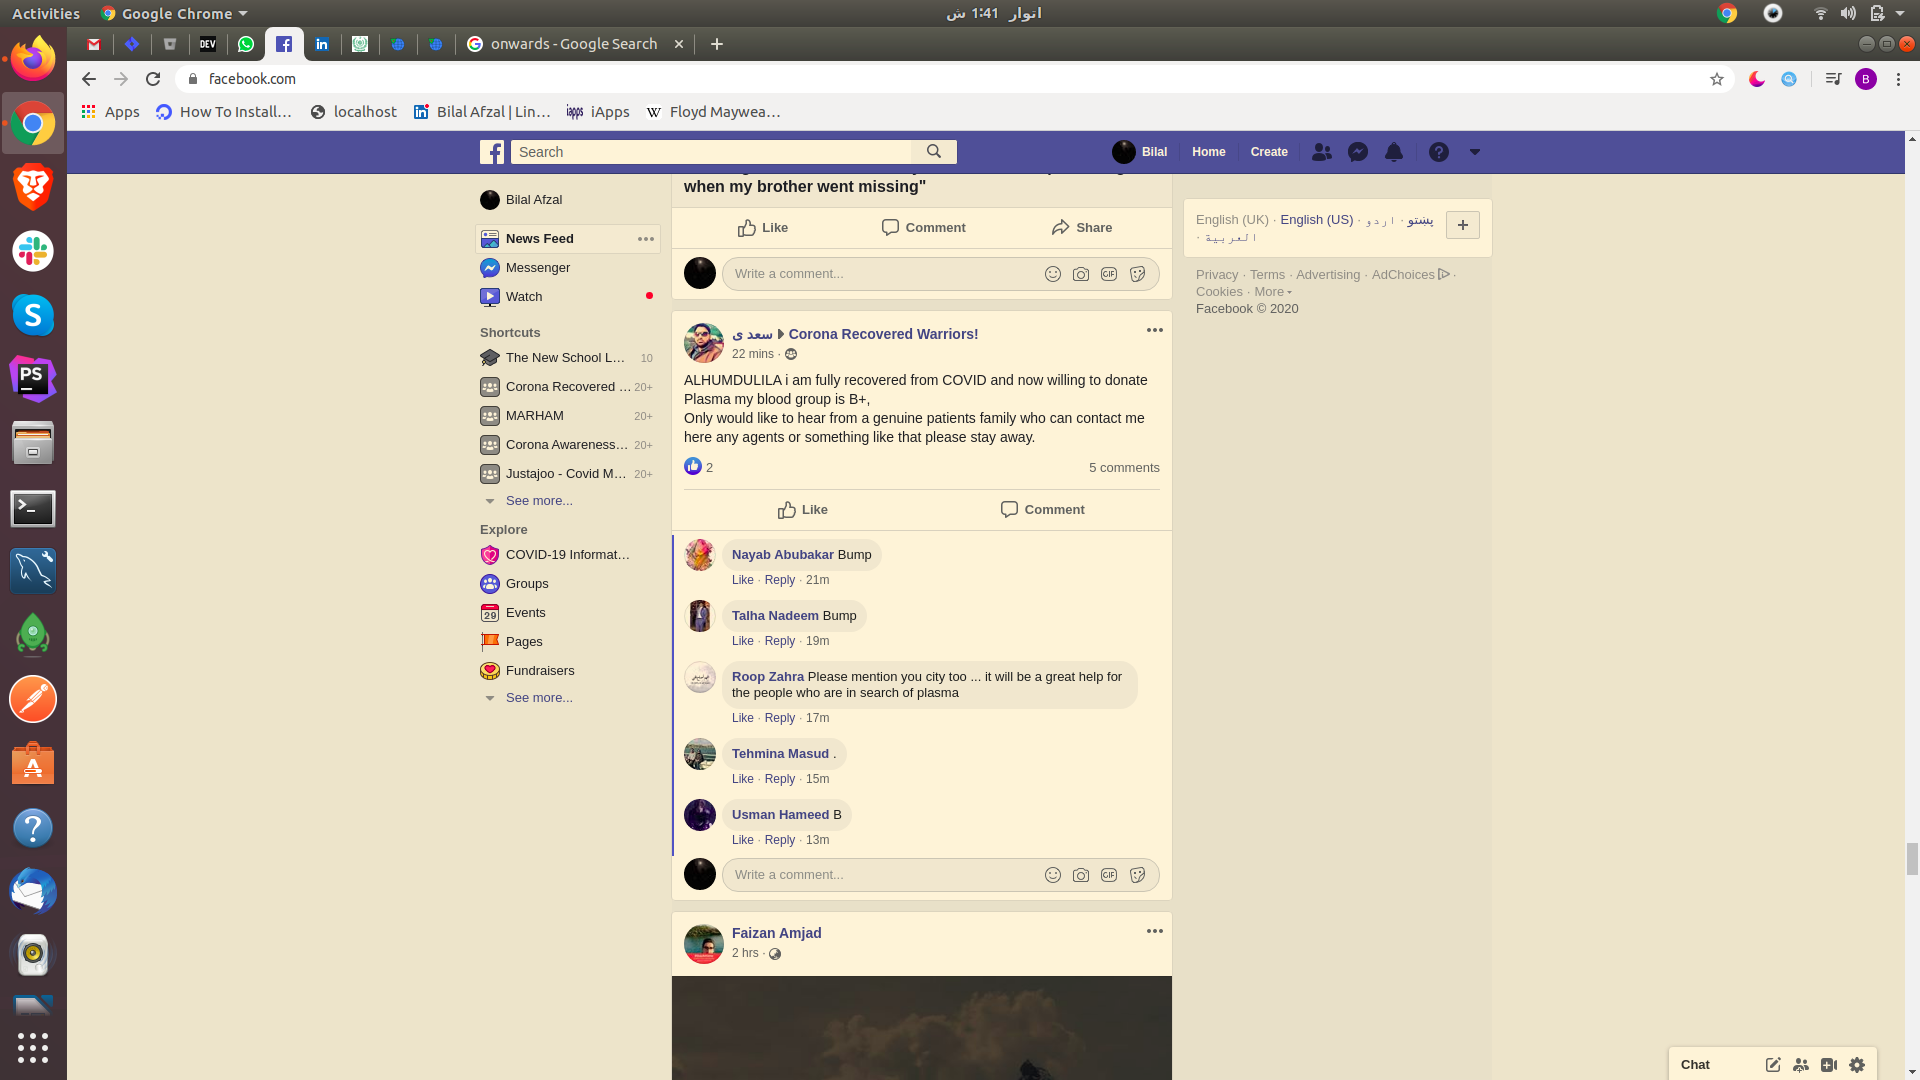 Activities
Google Chrome
اتوار 1:41 ش
DEV
onwards - Google Search
facebook.com
B
Apps
How To Install…
localhost
Bilal Afzal | Lin…
iApps
Floyd Maywea…
Search
Bilal
Home
Create
Bilal Afzal
News Feed
Messenger
Watch
Shortcuts
The New School L… 10
Corona Recovered … 20+
MARHAM 20+
Corona Awareness… 20+
Justajoo - Covid M… 20+
See more...
Explore
COVID-19 Informat…
Groups
Events
Pages
Fundraisers
See more...
when my brother went missing"
Like
Comment
Share
Write a comment...
GIF
سعد ی Corona Recovered Warriors!
22 mins ·
ALHUMDULILA i am fully recovered from COVID and now willing to donate
Plasma my blood group is B+,
Only would like to hear from a genuine patients family who can contact me
here any agents or something like that please stay away.
2
5 comments
Like
Comment
Nayab Abubakar Bump
Like · Reply · 21m
Talha Nadeem Bump
Like · Reply · 19m
Roop Zahra Please mention you city too ... it will be a great help for
the people who are in search of plasma
Like · Reply · 17m
Tehmina Masud .
Like · Reply · 15m
Usman Hameed B
Like · Reply · 13m
Write a comment...
GIF
Faizan Amjad
2 hrs ·
English (UK) · English (US) · اردو · پښتو
· العربية
Privacy · Terms · Advertising · AdChoices ·
Cookies · More
Facebook © 2020
Chat
PS
29